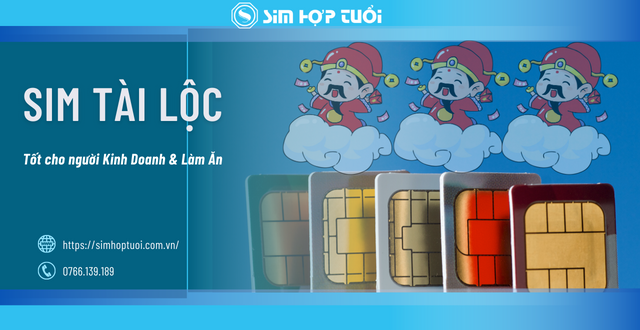 SIM HỢP TUỔI
SIM TÀI LỘC
Tốt cho người Kinh Doanh & Làm Ăn
https://simhoptuoi.com.vn/
0766.139.189